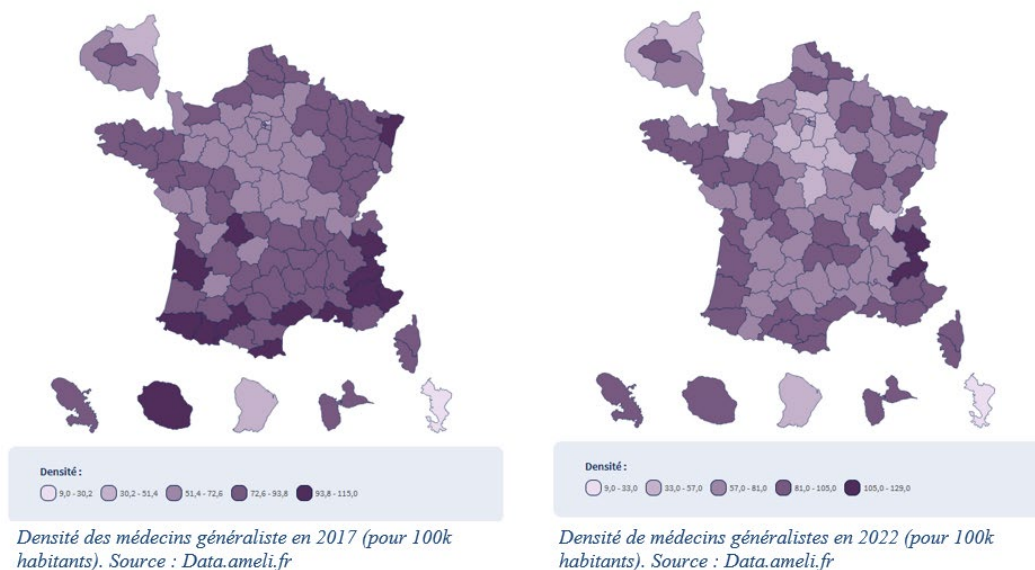 Densité :
9,0 - 30,2 30,2 - 51,4 51,4 - 72,6 72,6 - 93,8 93,8 - 115,0
Densité des médecins généraliste en 2017 (pour 100k
habitants). Source : Data.ameli.fr
Densité :
9,0 - 33,0 33,0 - 57,0 57,0 - 81,0 81,0 - 105,0 105,0 - 129,0
Densité de médecins généralistes en 2022 (pour 100k
habitants). Source : Data.ameli.fr